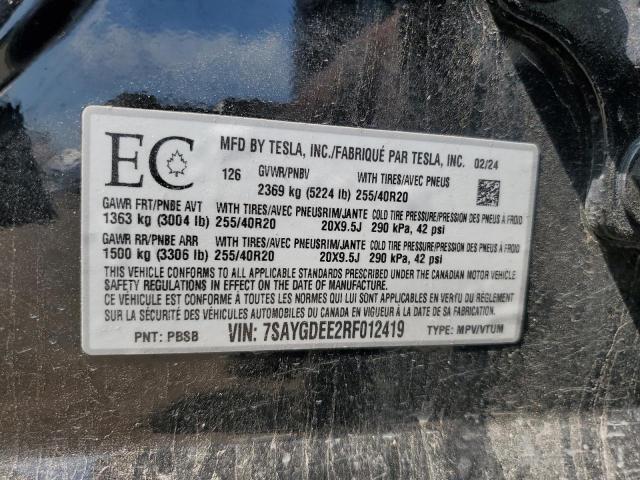 EC
MFD BY TESLA, INC./FABRIQUÉ PAR TESLA, INC. 02/24
126 GVWR/PNBV WITH TIRES/AVEC PNEUS
2369 kg (5224 lb) 255/40R20
GAWR FRT/PNBE AVT WITH TIRES/AVEC PNEUS RIM/JANTE COLD TIRE PRESSURE/PRESSION DES PNEUS À FROID
1363 kg (3004 lb) 255/40R20 20X9.5J 290 kPa, 42 psi
GAWR RR/PNBE ARR WITH TIRES/AVEC PNEUS RIM/JANTE COLD TIRE PRESSURE/PRESSION DES PNEUS À FROID
1500 kg (3306 lb) 255/40R20 20X9.5J 290 kPa, 42 psi
THIS VEHICLE CONFORMS TO ALL APPLICABLE STANDARDS PRESCRIBED UNDER THE CANADIAN MOTOR VEHICLE
SAFETY REGULATIONS IN EFFECT ON THE DATE OF MANUFACTURE.
CE VÉHICULE EST CONFORME À TOUTES LES NORMES QUI LUI SONT APPLICABLES EN VERTU DU RÈGLEMENT SUR LA
SÉCURITÉ DES VÉHICULES AUTOMOBILES DU CANADA EN VIGUEUR À LA DATE DE SA FABRICATION.
PNT: PBSB VIN: 7SAYGDEE2RF012419 TYPE: MPV/VTUM